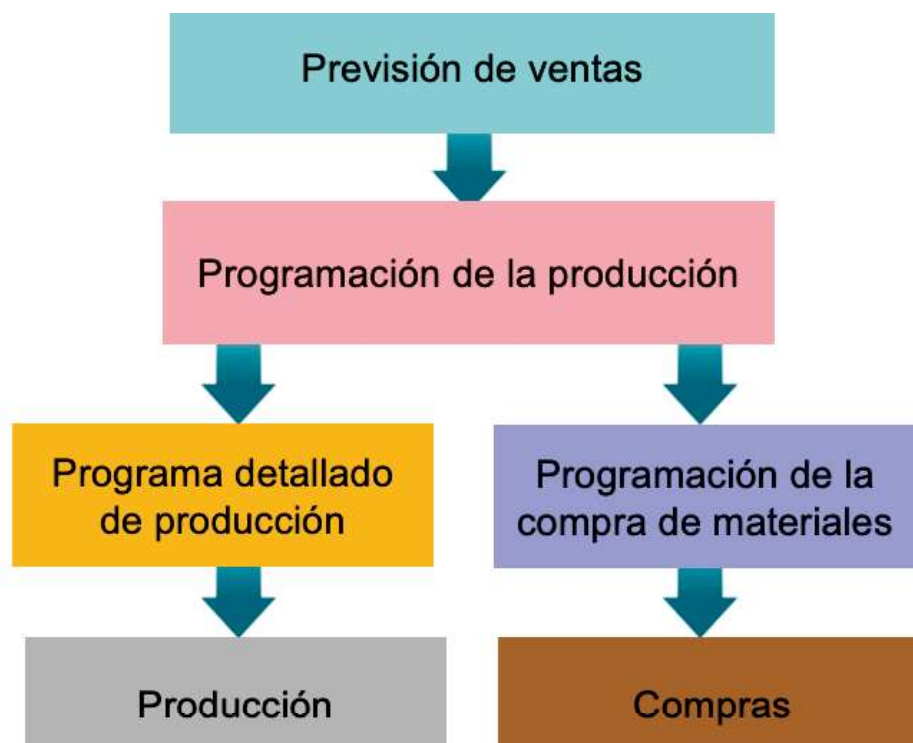 Previsión de ventas
Programación de la producción
Programa detallado
de producción
Programación de la
compra de materiales
Producción
Compras